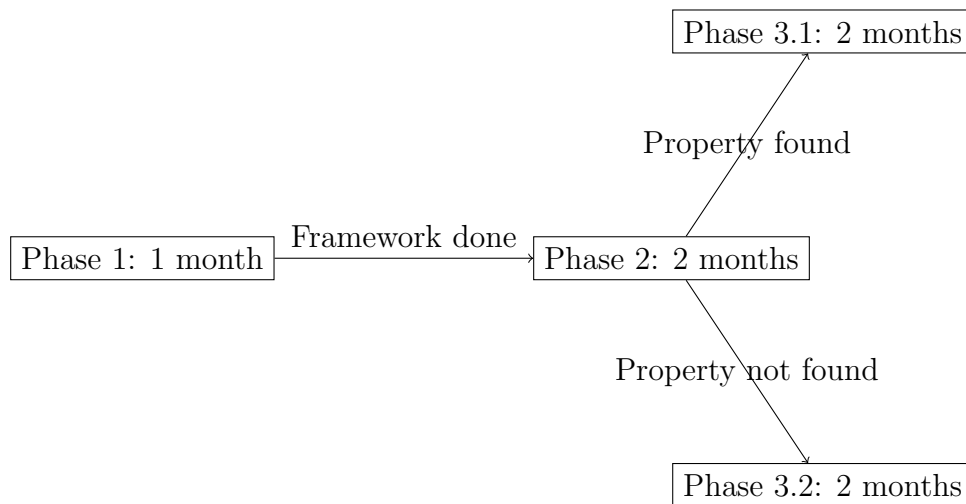 Phase 3.1: 2 months
Property found
Phase 1: 1 month
Framework done
Phase 2: 2 months
Property not found
Phase 3.2: 2 months